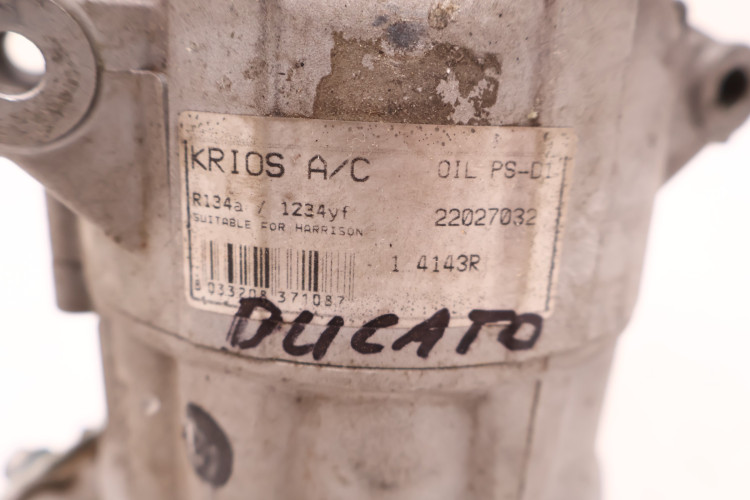 KRIOS A/C OIL PS-D1
R134a / 1234yf 22027032
SUITABLE FOR HARRISON
1 4143R
8 033208 371087
DUCATO